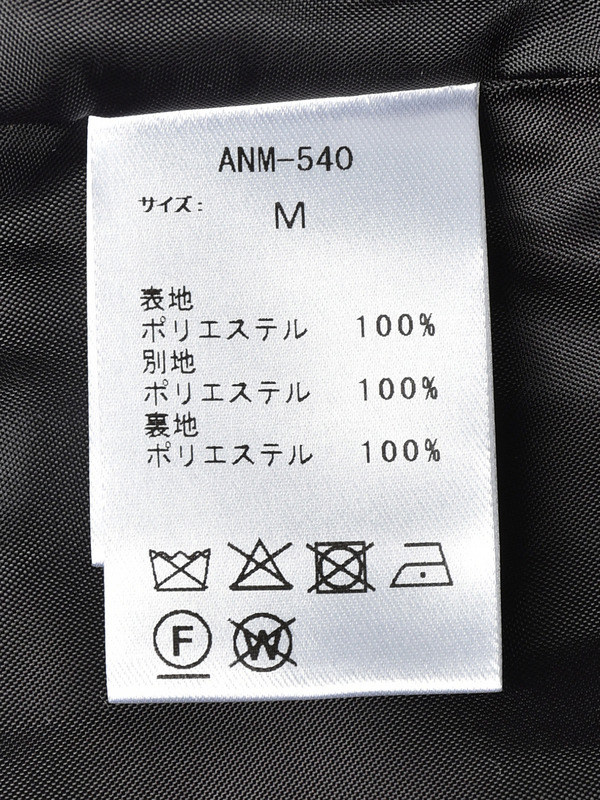 ANM-540
サイズ: M
表地
ポリエステル 100%
別地
ポリエステル 100%
裏地
ポリエステル 100%
F W